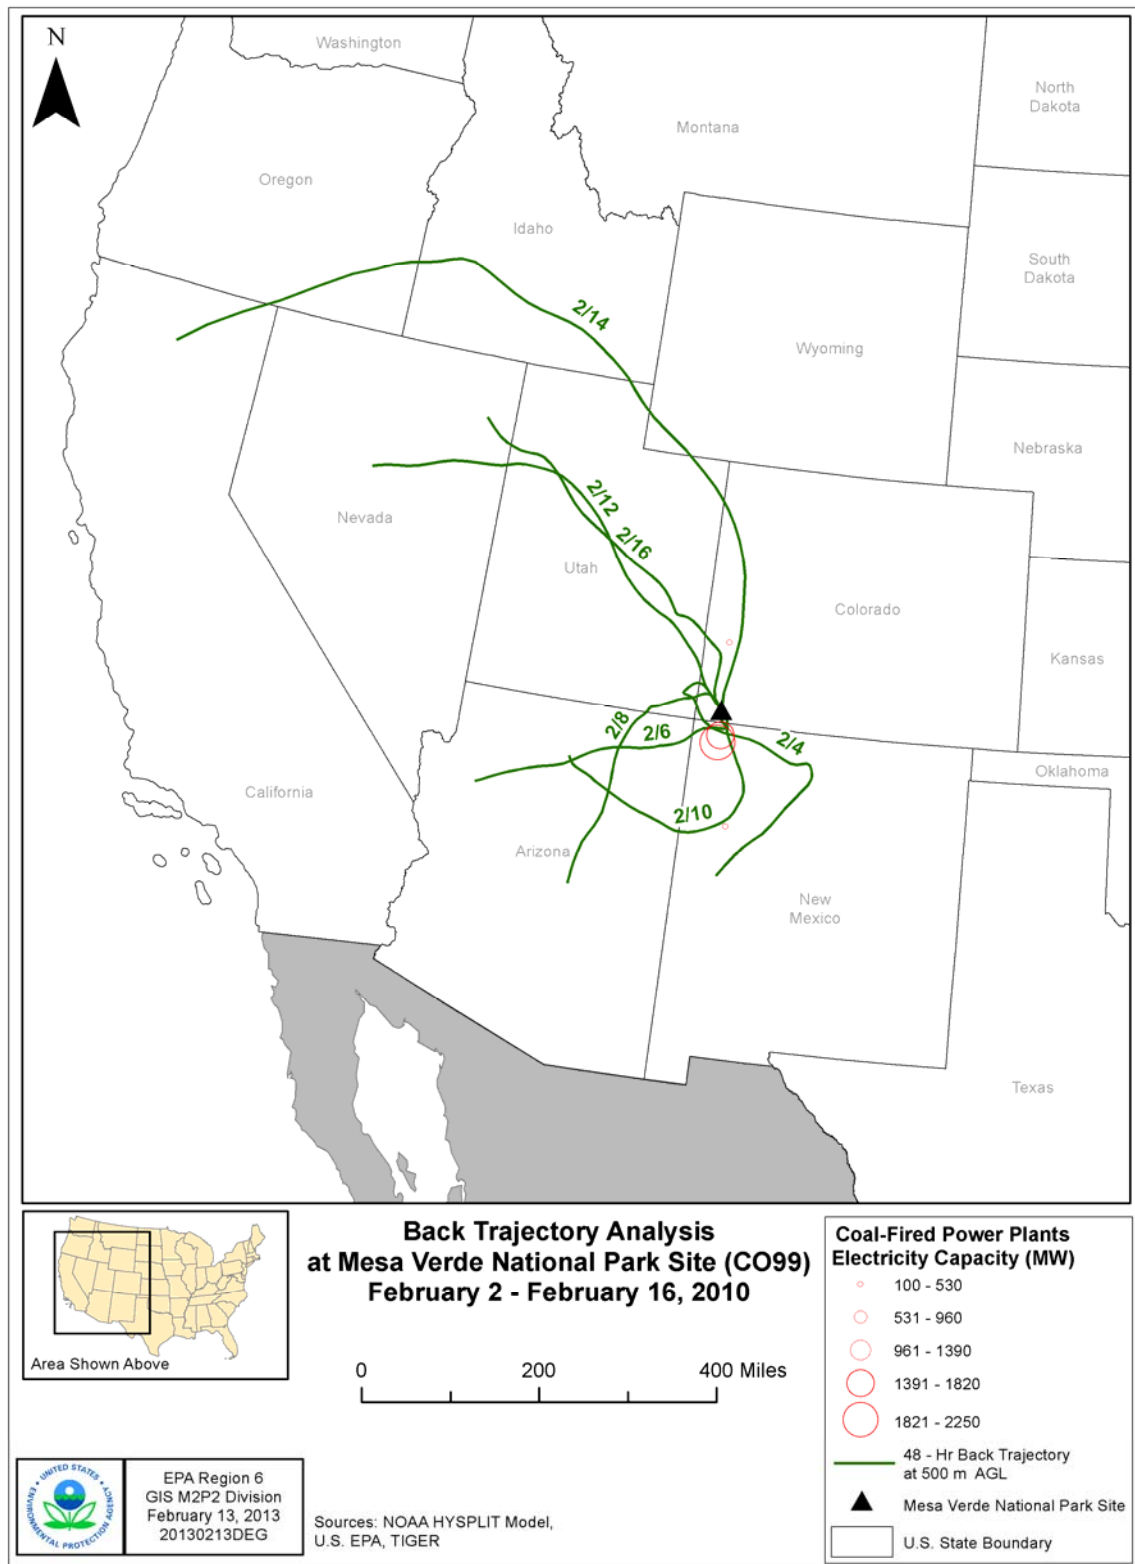 N
Washington
North
Dakota
Montana
Oregon
Idaho
South
Dakota
2/14
Wyoming
Nebraska
2/12
Nevada
2/16
Utah
Colorado
Kansas
2/8
2/6
2/4
Oklahoma
California
2/10
Arizona
New
Mexico
Texas
Back Trajectory Analysis
at Mesa Verde National Park Site (CO99)
February 2 - February 16, 2010
Area Shown Above
0 200 400 Miles
Coal-Fired Power Plants
Electricity Capacity (MW)
100 - 530
531 - 960
961 - 1390
1391 - 1820
1821 - 2250
48 - Hr Back Trajectory
at 500 m AGL
Mesa Verde National Park Site
U.S. State Boundary
UNITED STATES
ENVIRONMENTAL PROTECTION AGENCY
EPA Region 6
GIS M2P2 Division
February 13, 2013
20130213DEG
Sources: NOAA HYSPLIT Model,
U.S. EPA, TIGER